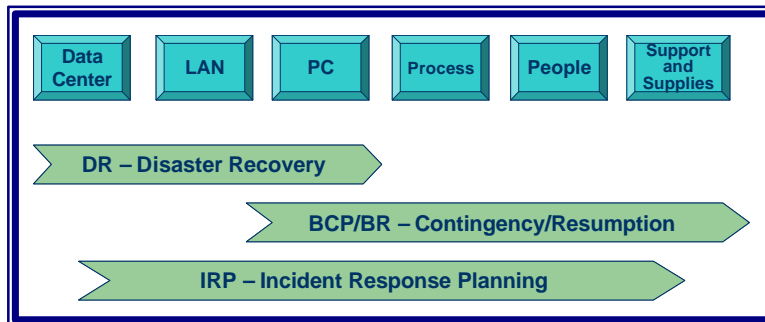 Data
Center
LAN
PC
Process
People
Support
and
Supplies
DR – Disaster Recovery
BCP/BR – Contingency/Resumption
IRP – Incident Response Planning